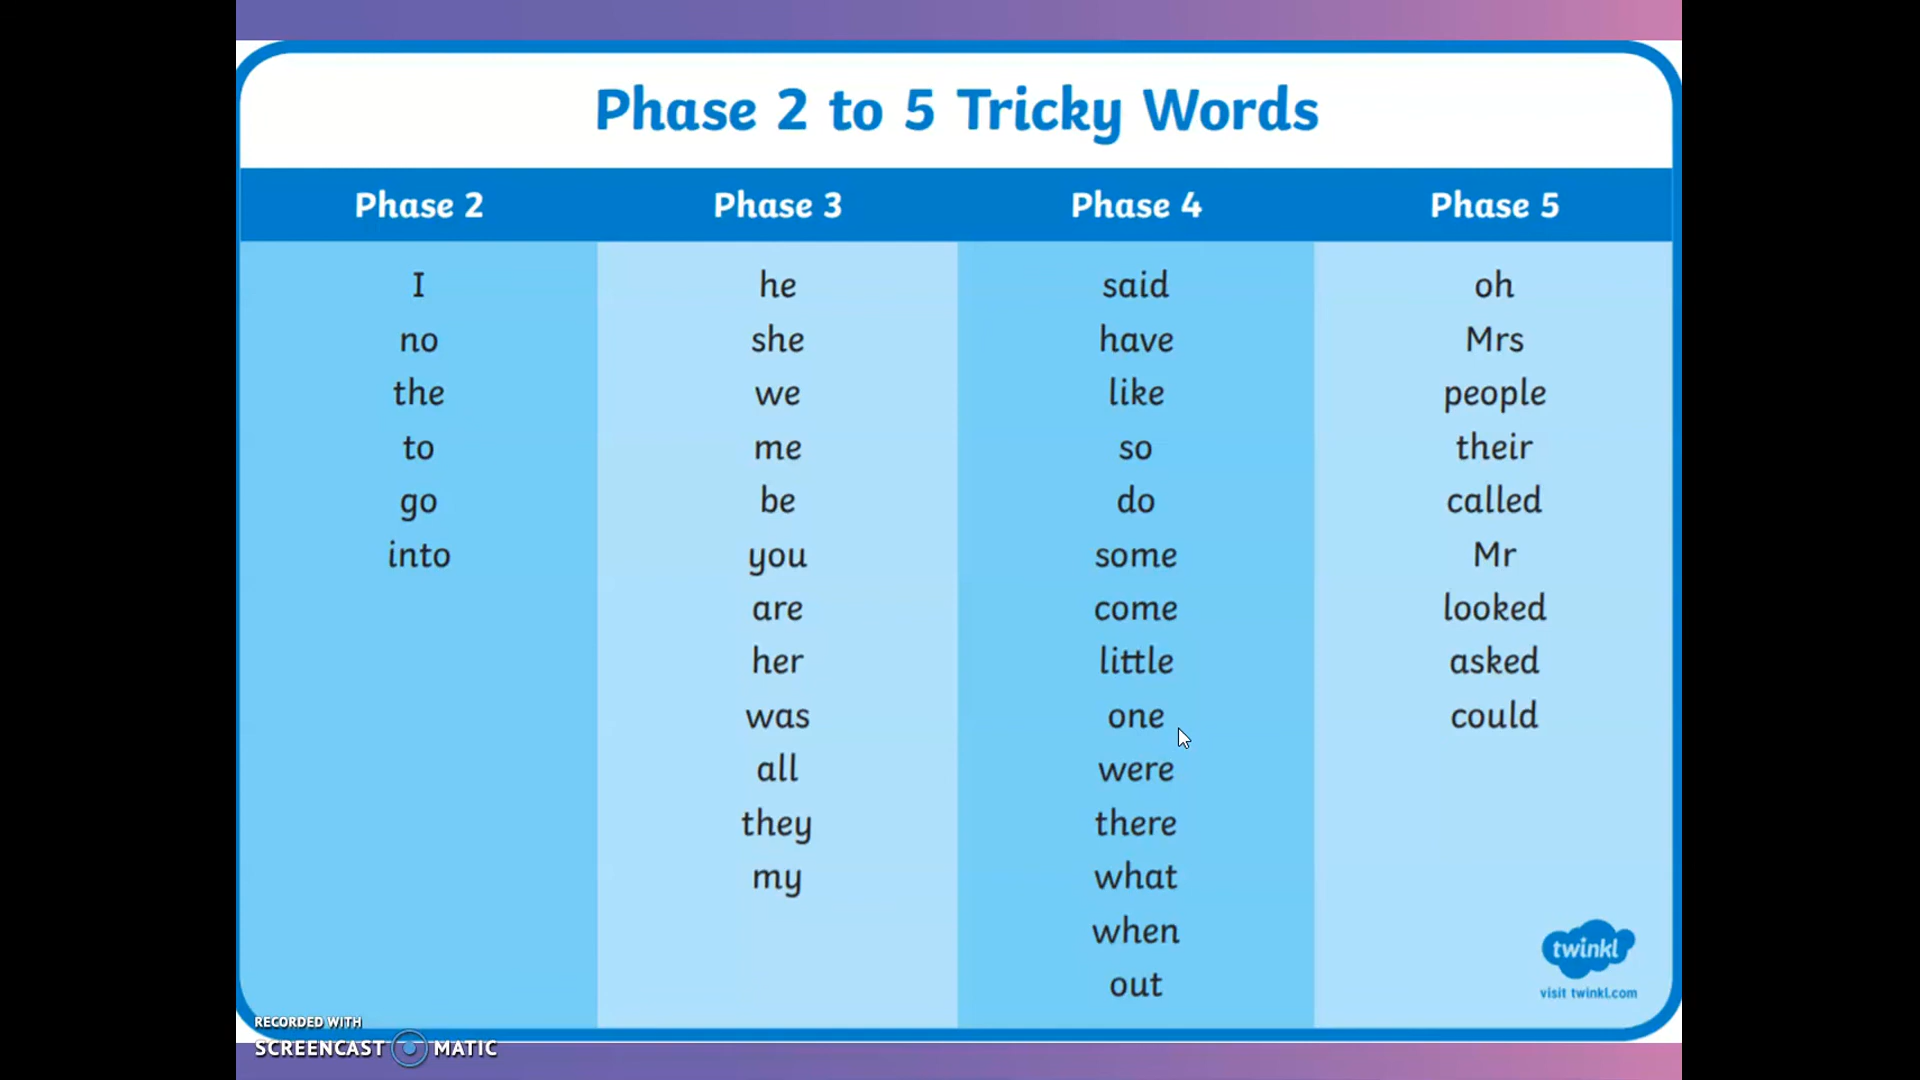 Phase 2 to 5 Tricky Words
Phase 2 Phase 3 Phase 4 Phase 5
I he said oh
no she have Mrs
the we like people
to me so their
go be do called
into you some Mr
are come looked
her little asked
was one could
all were
they there
my what
when
out
twinkl
visit twinkl.com
RECORDED WITH
SCREENCAST MATIC